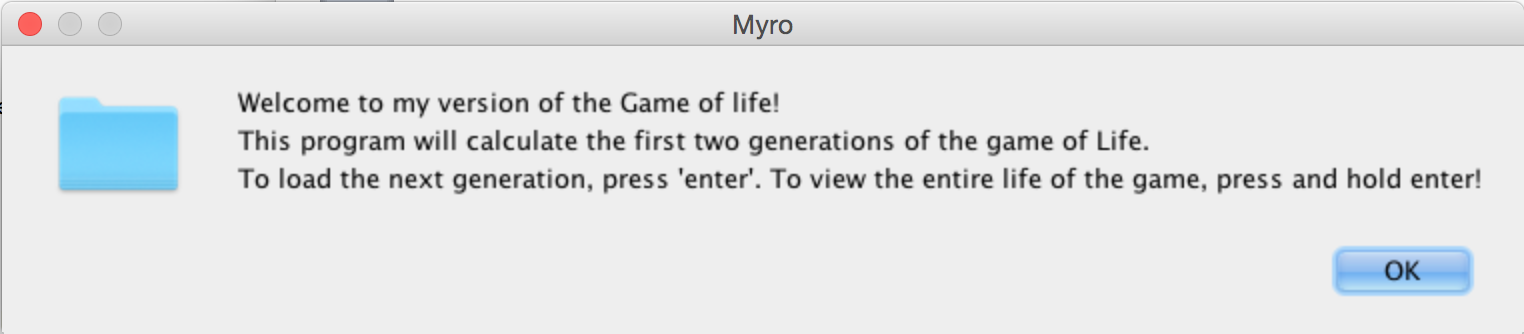 Myro
Welcome to my version of the Game of life!
This program will calculate the first two generations of the game of Life.
To load the next generation, press 'enter'. To view the entire life of the game, press and hold enter!
OK